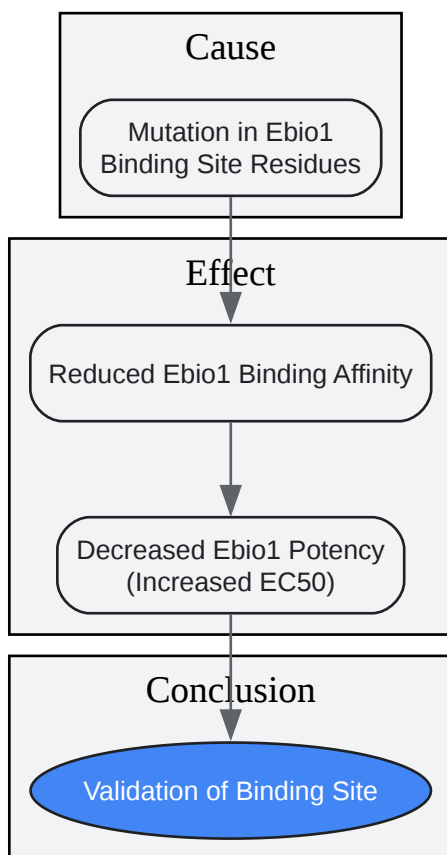 Cause
Mutation in Ebio1
Binding Site Residues
Effect
Reduced Ebio1 Binding Affinity
Decreased Ebio1 Potency
(Increased EC50)
Conclusion
Validation of Binding Site